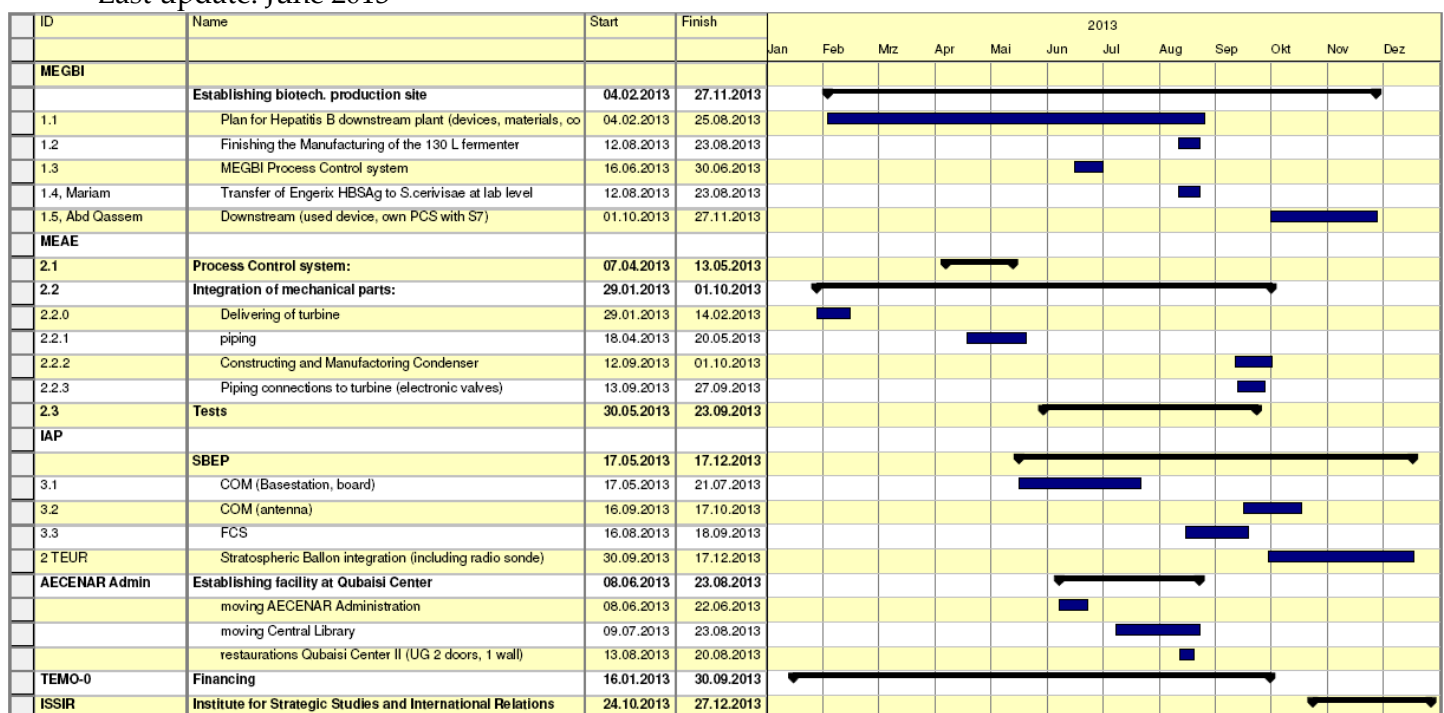 Last update: June 2013
ID Name Start Finish 2013
Jan Feb Mrz Apr Mai Jun Jul Aug Sep Okt Nov Dez
MEGBI
Establishing biotech. production site 04.02.2013 27.11.2013
1.1 Plan for Hepatitis B downstream plant (devices, materials, co 04.02.2013 25.08.2013
1.2 Finishing the Manufacturing of the 130 L fermenter 12.08.2013 23.08.2013
1.3 MEGBI Process Control system 16.06.2013 30.06.2013
1.4, Mariam Transfer of Engerix HBSAg to S.cerivisae at lab level 12.08.2013 23.08.2013
1.5, Abd Qassem Downstream (used device, own PCS with S7) 01.10.2013 27.11.2013
MEAE
2.1 Process Control system: 07.04.2013 13.05.2013
2.2 Integration of mechanical parts: 29.01.2013 01.10.2013
2.2.0 Delivering of turbine 29.01.2013 14.02.2013
2.2.1 piping 18.04.2013 20.05.2013
2.2.2 Constructing and Manufactoring Condenser 12.09.2013 01.10.2013
2.2.3 Piping connections to turbine (electronic valves) 13.09.2013 27.09.2013
2.3 Tests 30.05.2013 23.09.2013
IAP
SBEP 17.05.2013 17.12.2013
3.1 COM (Basestation, board) 17.05.2013 21.07.2013
3.2 COM (antenna) 16.09.2013 17.10.2013
3.3 FCS 16.08.2013 18.09.2013
2 TEUR Stratospheric Ballon integration (including radio sonde) 30.09.2013 17.12.2013
AECENAR Admin Establishing facility at Qubaisi Center 08.06.2013 23.08.2013
moving AECENAR Administration 08.06.2013 22.06.2013
moving Central Library 09.07.2013 23.08.2013
restaurations Qubaisi Center II (UG 2 doors, 1 wall) 13.08.2013 20.08.2013
TEMO-0 Financing 16.01.2013 30.09.2013
ISSIR Institute for Strategic Studies and International Relations 24.10.2013 27.12.2013